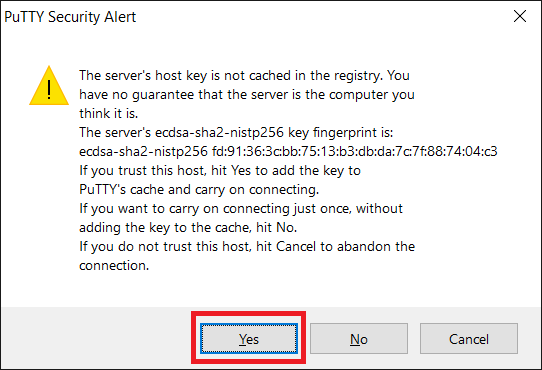 PuTTY Security Alert
The server's host key is not cached in the registry. You
have no guarantee that the server is the computer you
think it is.
The server's ecdsa-sha2-nistp256 key fingerprint is:
ecdsa-sha2-nistp256 fd:91:36:3c:bb:75:13:b3:db:da:7c:7f:88:74:04:c3
If you trust this host, hit Yes to add the key to
PuTTY's cache and carry on connecting.
If you want to carry on connecting just once, without
adding the key to the cache, hit No.
If you do not trust this host, hit Cancel to abandon the
connection.
Yes No Cancel